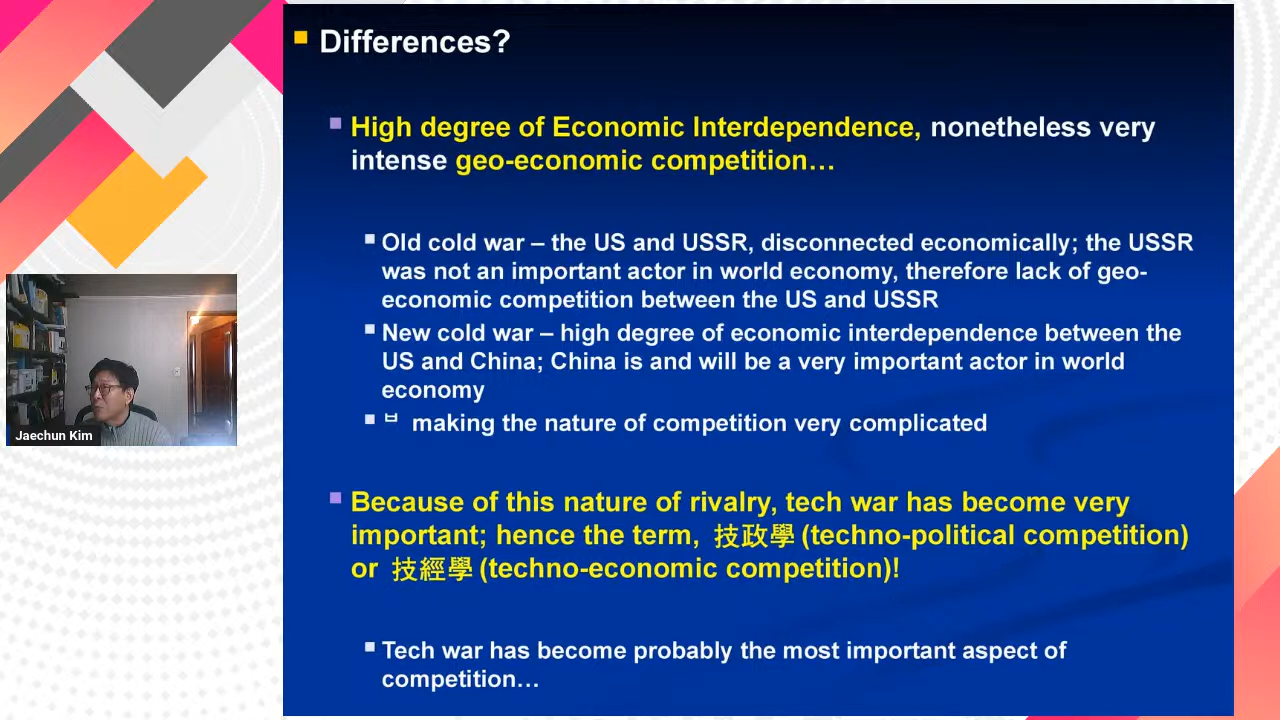 Differences?
High degree of Economic Interdependence, nonetheless very
intense geo-economic competition…
Old cold war – the US and USSR, disconnected economically; the USSR
was not an important actor in world economy, therefore lack of geo-
economic competition between the US and USSR
New cold war – high degree of economic interdependence between the
US and China; China is and will be a very important actor in world
economy
making the nature of competition very complicated
Because of this nature of rivalry, tech war has become very
important; hence the term, 技政學 (techno-political competition)
or 技經學 (techno-economic competition)!
Tech war has become probably the most important aspect of
competition…
Jaechun Kim